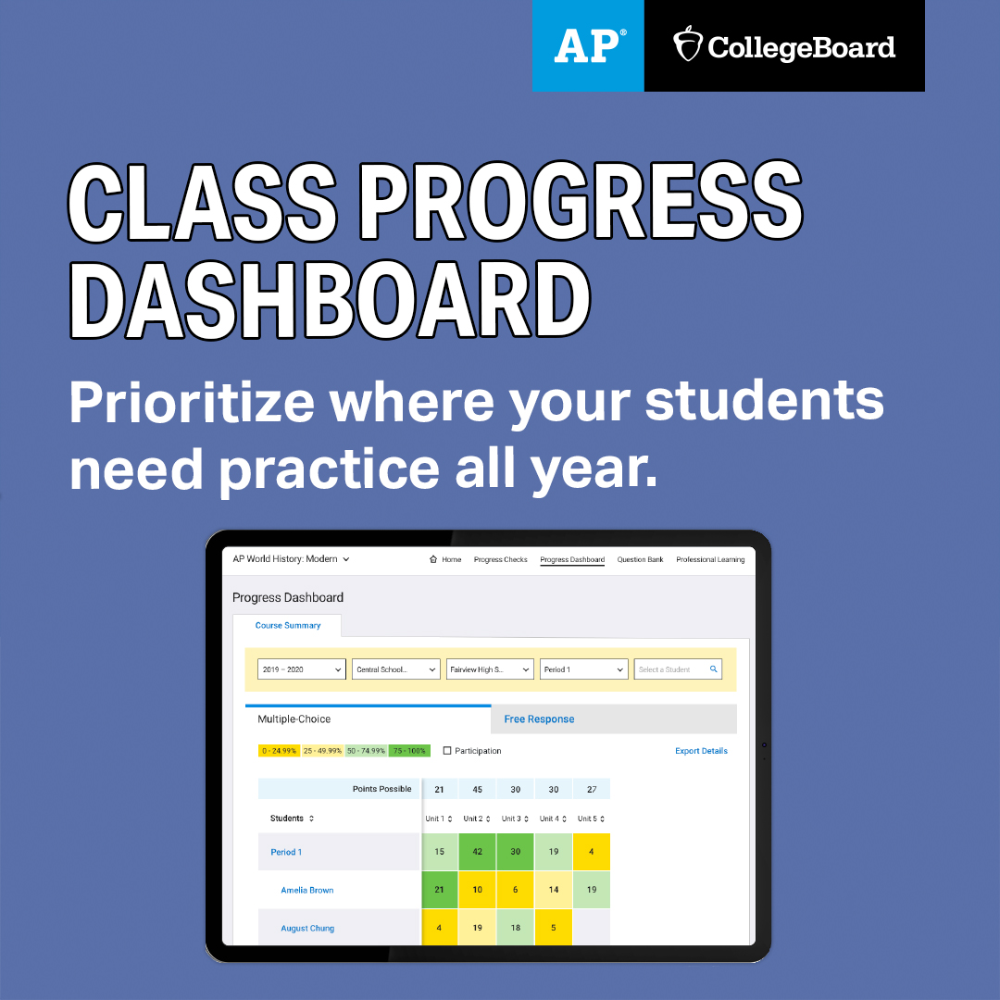 AP® CollegeBoard
CLASS PROGRESS
DASHBOARD
Prioritize where your students
need practice all year.
AP World History: Modern Home Progress Checks Progress Dashboard Question Bank Professional Learning
Progress Dashboard
Course Summary
2019 – 2020 Central School... Fairview High S... Period 1 Select a Student
Multiple-Choice Free Response
0 - 24.99% 25 - 49.99% 50 - 74.99% 75 - 100% Participation Export Details
Points Possible 21 45 30 30 27
Students Unit 1 Unit 2 Unit 3 Unit 4 Unit 5
Period 1 15 42 30 19 4
Amelia Brown 21 10 6 14 19
August Chung 4 19 18 5